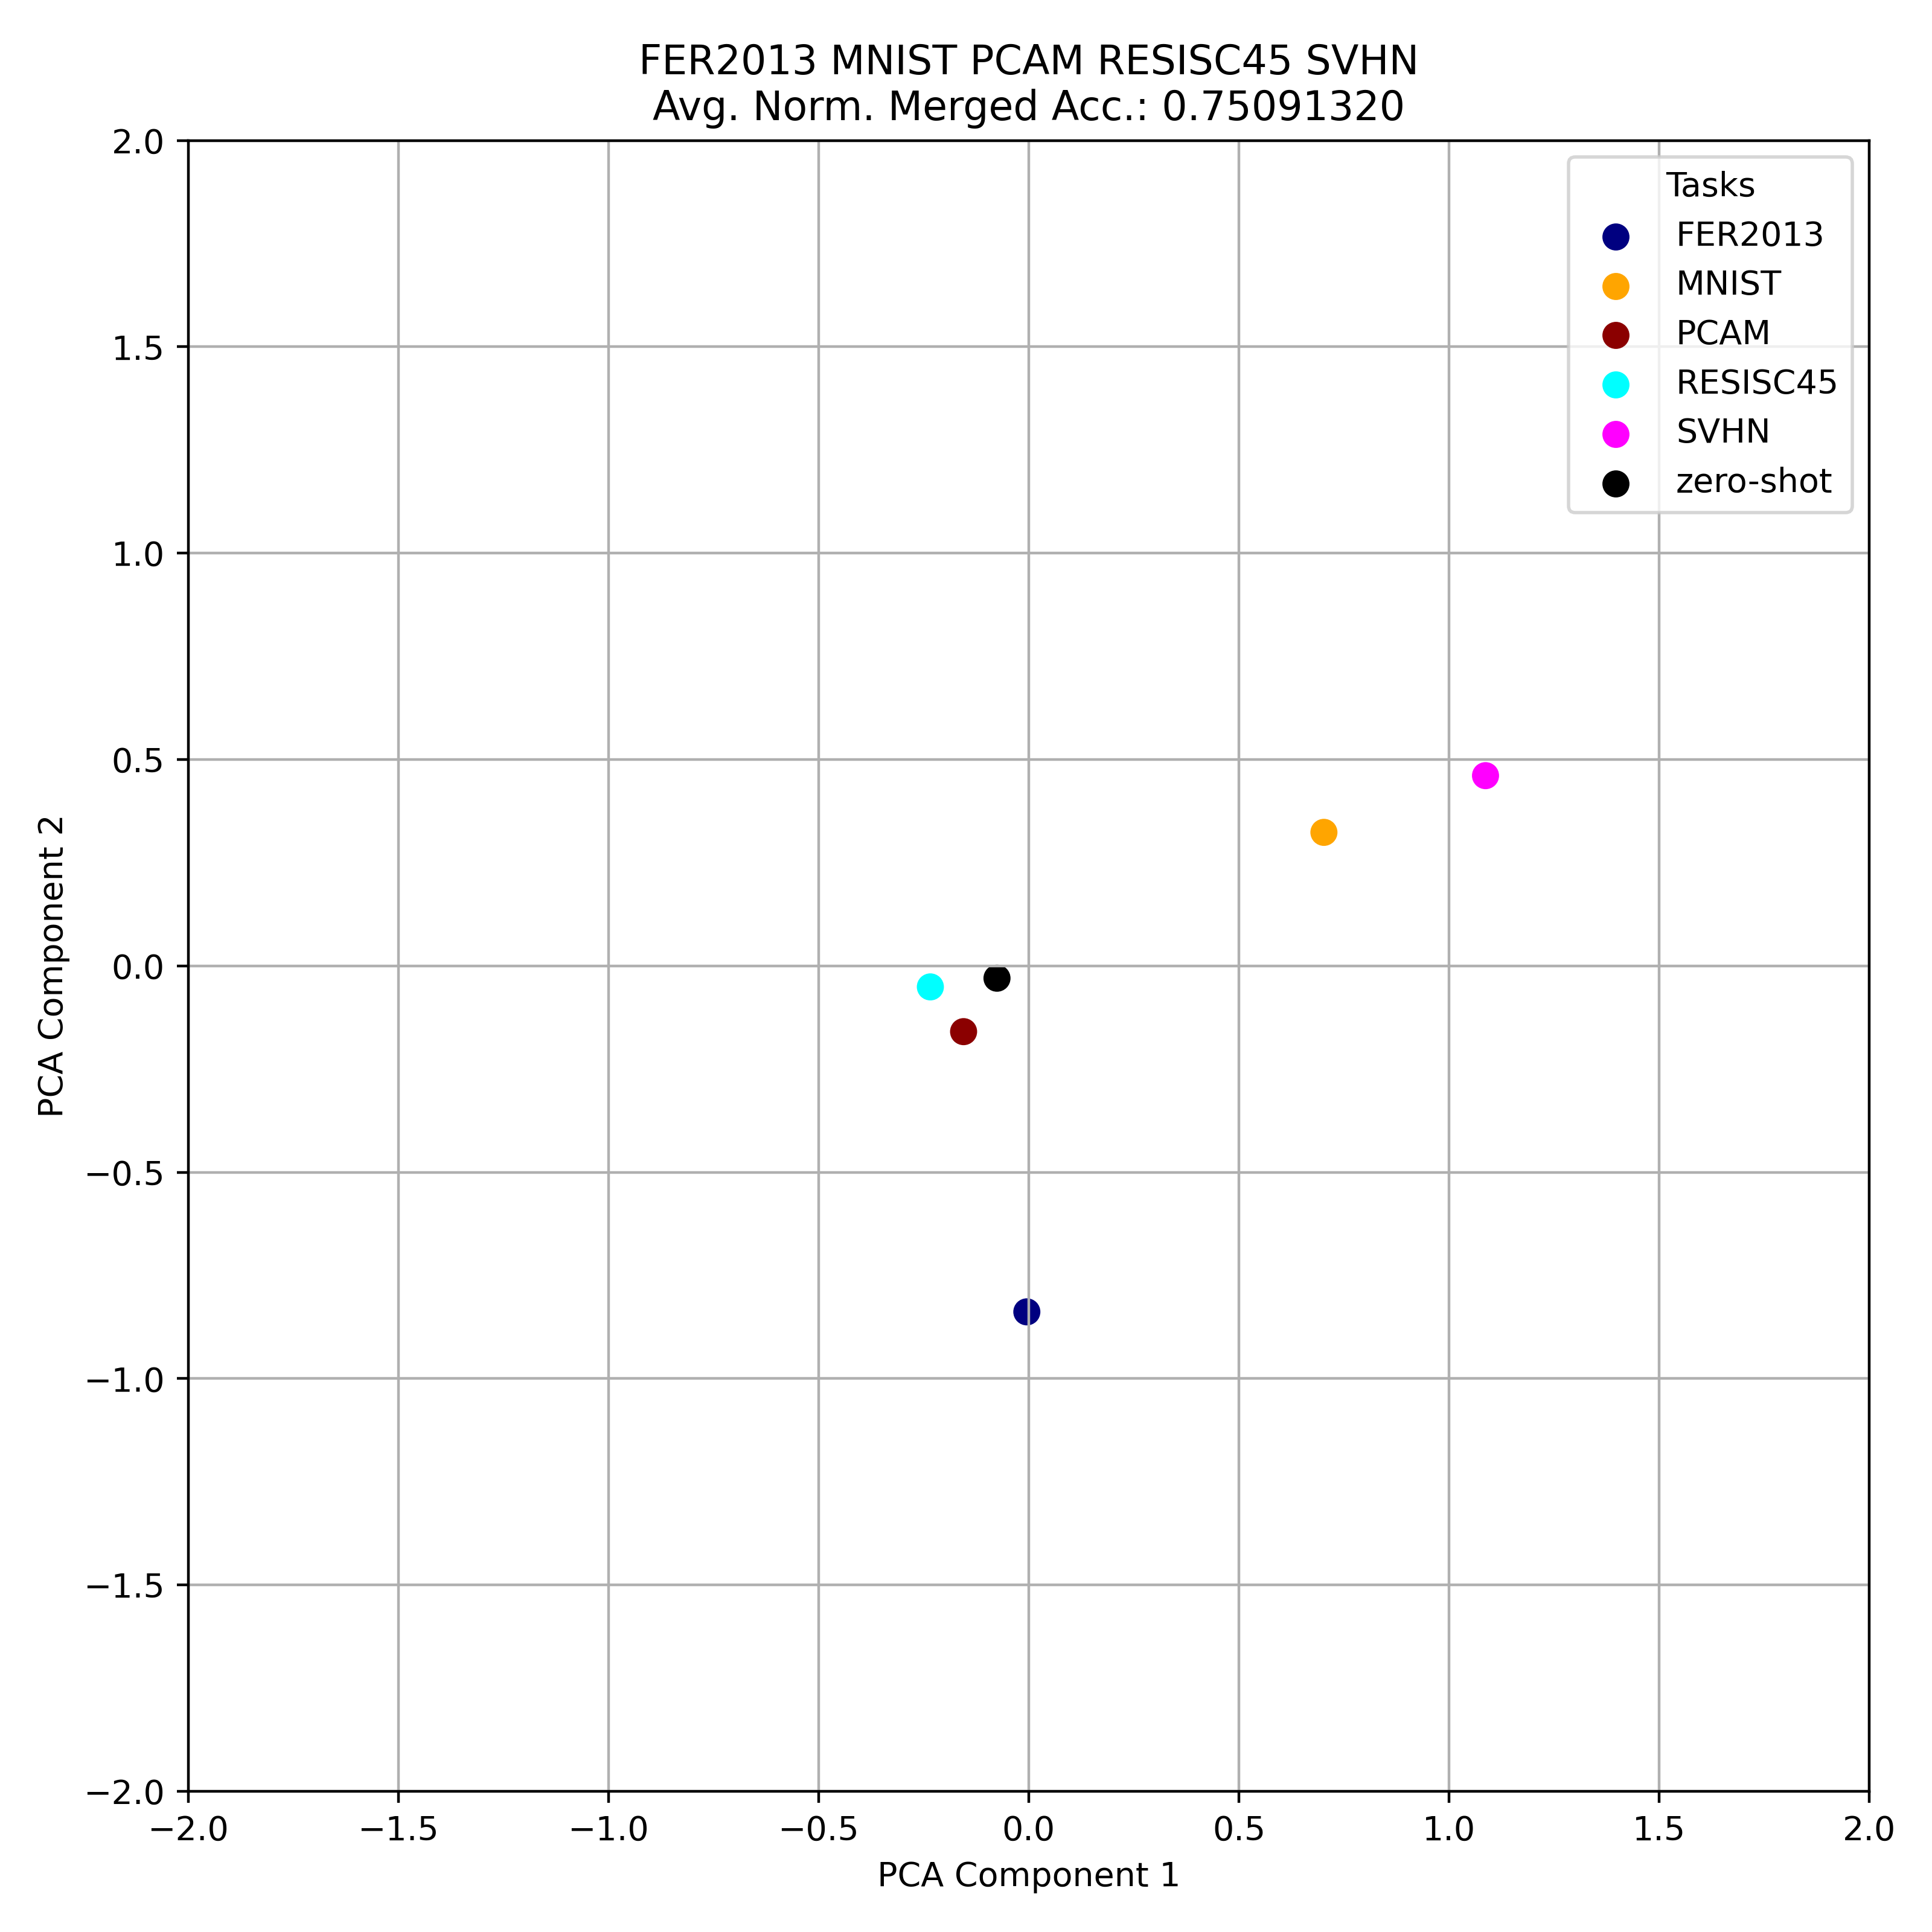 FER2013 MNIST PCAM RESISC45 SVHN
Avg. Norm. Merged Acc.: 0.75091320
Tasks
FER2013
MNIST
PCAM
RESISC45
SVHN
zero-shot
PCA Component 2
2.0
1.5
1.0
0.5
0.0
−0.5
−1.0
−1.5
−2.0
−2.0 −1.5 −1.0 −0.5 0.0 0.5 1.0 1.5 2.0
PCA Component 1